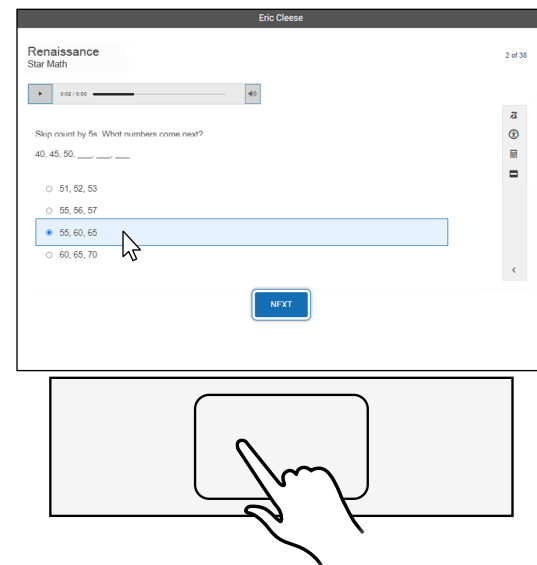 Eric Cleese
Renaissance
Star Math
2 of 38
0:02 / 0:00
Skip count by 5s. What numbers come next?
40, 45, 50, ___, ___, ___
51, 52, 53
55, 56, 57
55, 60, 65
60, 65, 70
NEXT